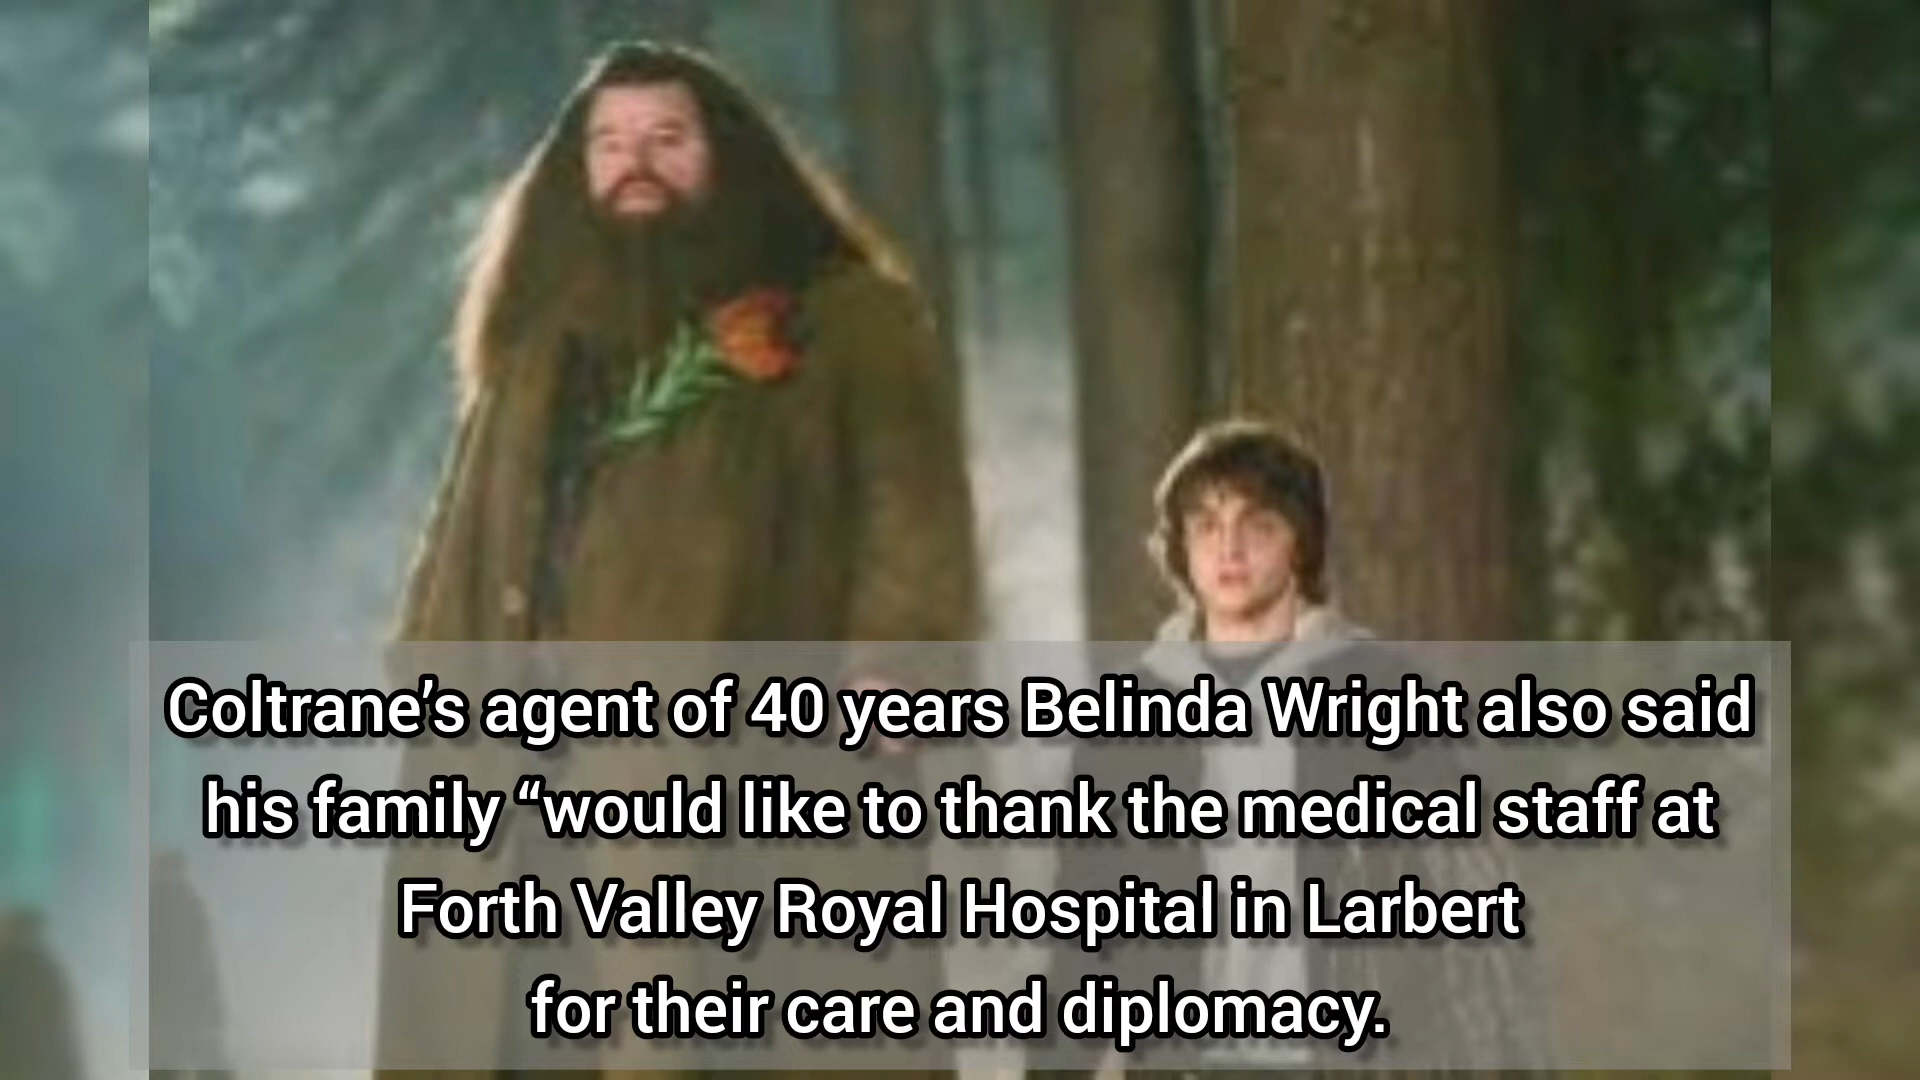 Coltrane’s agent of 40 years Belinda Wright also said
his family “would like to thank the medical staff at
Forth Valley Royal Hospital in Larbert
for their care and diplomacy.